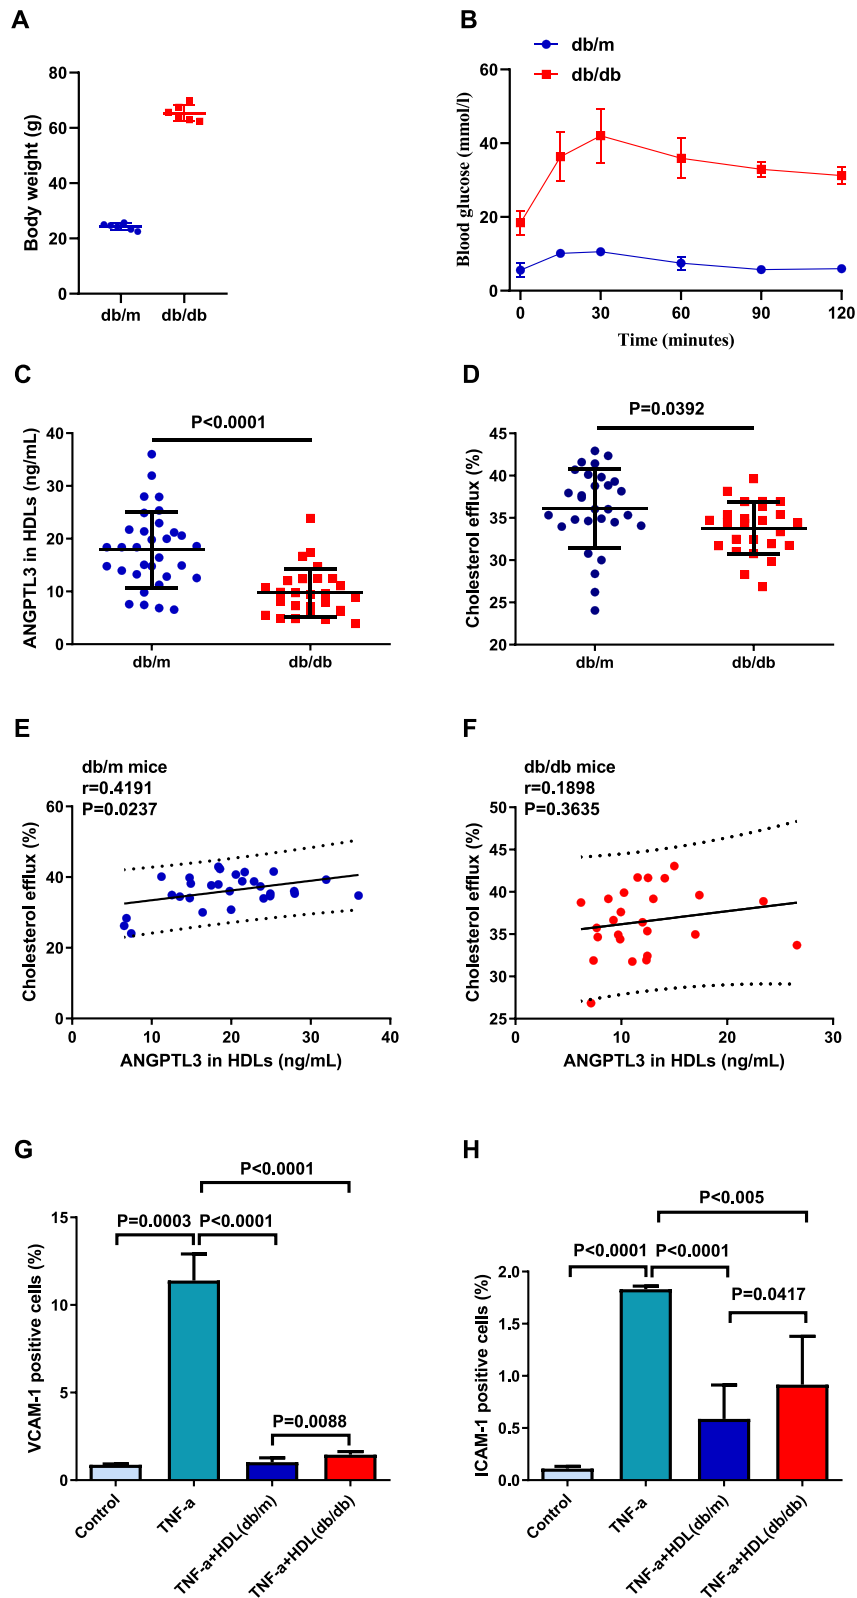 A
Body weight (g)
80
60
40
20
0
db/m
db/db
B
db/m
db/db
Blood glucose (mmol/l)
60
40
20
0
0
30
60
90
120
Time (minutes)
C
P<0.0001
ANGPTL3 in HDLs (ng/mL)
40
30
20
10
0
db/m
db/db
D
P=0.0392
Cholesterol efflux (%)
45
40
35
30
25
20
db/m
db/db
E
db/m mice
r=0.4191
P=0.0237
Cholesterol efflux (%)
60
40
20
0
0
10
20
30
40
ANGPTL3 in HDLs (ng/mL)
F
db/db mice
r=0.1898
P=0.3635
Cholesterol efflux (%)
50
45
40
35
30
25
0
10
20
30
ANGPTL3 in HDLs (ng/mL)
G
P<0.0001
P=0.0003
P<0.0001
P=0.0088
VCAM-1 positive cells (%)
15
10
5
0
Control
TNF-a
TNF-a+HDL(db/m)
TNF-a+HDL(db/db)
H
P<0.005
P<0.0001
P<0.0001
P=0.0417
ICAM-1 positive cells (%)
2.0
1.5
1.0
0.5
0.0
Control
TNF-a
TNF-a+HDL(db/m)
TNF-a+HDL(db/db)